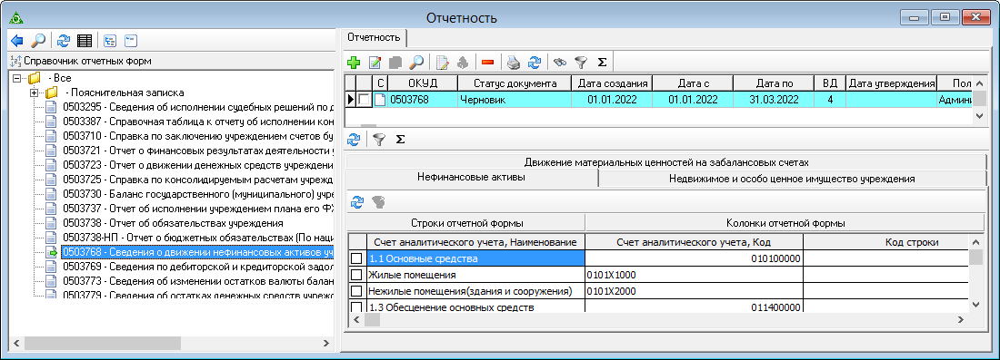 Отчетность
Справочник отчетных форм
- Все
- Пояснительная записка
0503295 - Сведения об исполнении судебных решений по д
0503387 - Справочная таблица к отчету об исполнении кон
0503710 - Справка по заключению учреждением счетов бу
0503721 - Отчет о финансовых результатах деятельности у
0503723 - Отчет о движении денежных средств учреждени
0503725 - Справка по консолидируемым расчетам учрежд
0503730 - Баланс государственного (муниципального) учре
0503737 - Отчет об исполнении учреждением плана его ФХ
0503738 - Отчет об обязательствах учреждения
0503738-НП - Отчет о бюджетных обязательствах (По наци
0503768 - Сведения о движении нефинансовых активов уч
0503769 - Сведения по дебиторской и кредиторской задол
0503773 - Сведения об изменении остатков валюты балан
0503779 - Сведения об остатках денежных средств учрежд
Отчетность
С ОКУД Статус документа Дата создания Дата с Дата по ВД Дата утверждения Пол
0503768 Черновик 01.01.2022 01.01.2022 31.03.2022 4 Админи
Движение материальных ценностей на забалансовых счетах
Нефинансовые активы Недвижимое и особо ценное имущество учреждения
Строки отчетной формы Колонки отчетной формы
Счет аналитического учета, Наименование Счет аналитического учета, Код Код строки
1.1 Основные средства 010100000
Жилые помещения 0101X1000
Нежилые помещения(здания и сооружения) 0101X2000
1.3 Обесценение основных средств 011400000